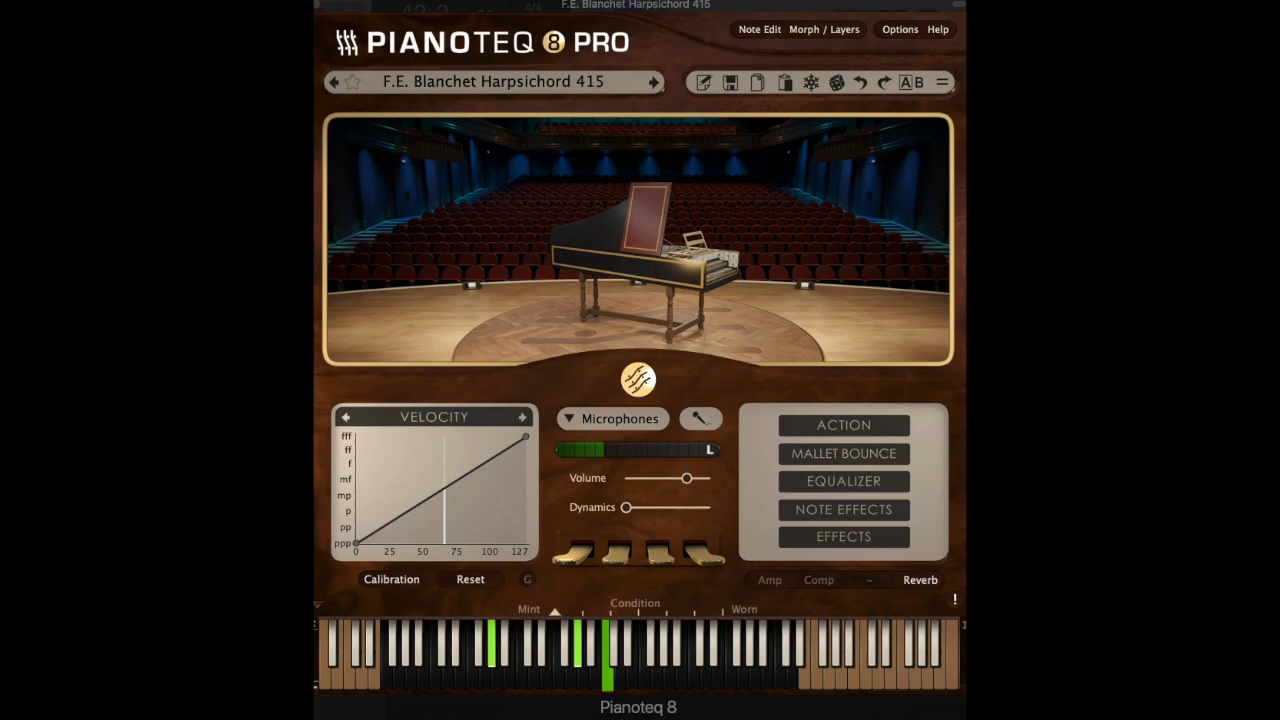 F.E. Blanchet Harpsichord 415
PIANOTEQ 8 PRO
Note Edit Morph / Layers
Options Help
F.E. Blanchet Harpsichord 415
A B
VELOCITY
fff
ff
f
mf
mp
p
pp
ppp
0 25 50 75 100 127
Calibration Reset G
Microphones
L
Volume
Dynamics
ACTION
MALLET BOUNCE
EQUALIZER
NOTE EFFECTS
EFFECTS
Amp Comp – Reverb
!
Mint Condition Worn
Pianoteq 8